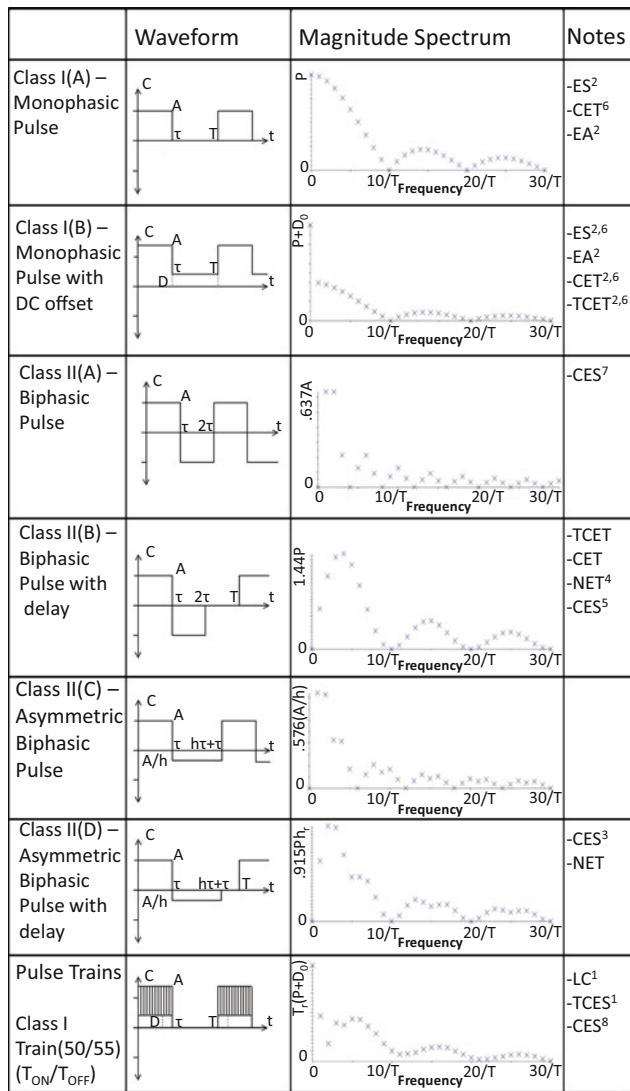 Waveform
Magnitude Spectrum
Notes
Class I(A) –
Monophasic
Pulse
C
A
τ
T
t
P
0
0
10/T
Frequency
20/T
30/T
-ES²
-CET⁶
-EA²
Class I(B) –
Monophasic
Pulse with
DC offset
C
A
τ
T
t
D
P+D₀
0
0
10/T
Frequency
20/T
30/T
-ES²,⁶
-EA²
-CET²,⁶
-TCET²,⁶
Class II(A) –
Biphasic
Pulse
C
A
τ
2τ
t
.637A
0
0
10/T
Frequency
20/T
30/T
-CES⁷
Class II(B) –
Biphasic
Pulse with
delay
C
A
τ
2τ
T
t
1.44P
0
0
10/T
Frequency
20/T
30/T
-TCET
-CET
-NET⁴
-CES⁵
Class II(C) –
Asymmetric
Biphasic
Pulse
C
A
τ
hτ+τ
t
A/h
.576(A/h)
0
0
10/T
Frequency
20/T
30/T
Class II(D) –
Asymmetric
Biphasic
Pulse with
delay
C
A
τ
hτ+τ
T
t
A/h
.915Phᵣ
0
0
10/T
Frequency
20/T
30/T
-CES³
-NET
Pulse Trains
Class I
Train(50/55)
(T_ON/T_OFF)
C
A
D
τ
T
t
Tᵣ(P+D₀)
0
0
10/T
Frequency
20/T
30/T
-LC¹
-TCES¹
-CES⁸